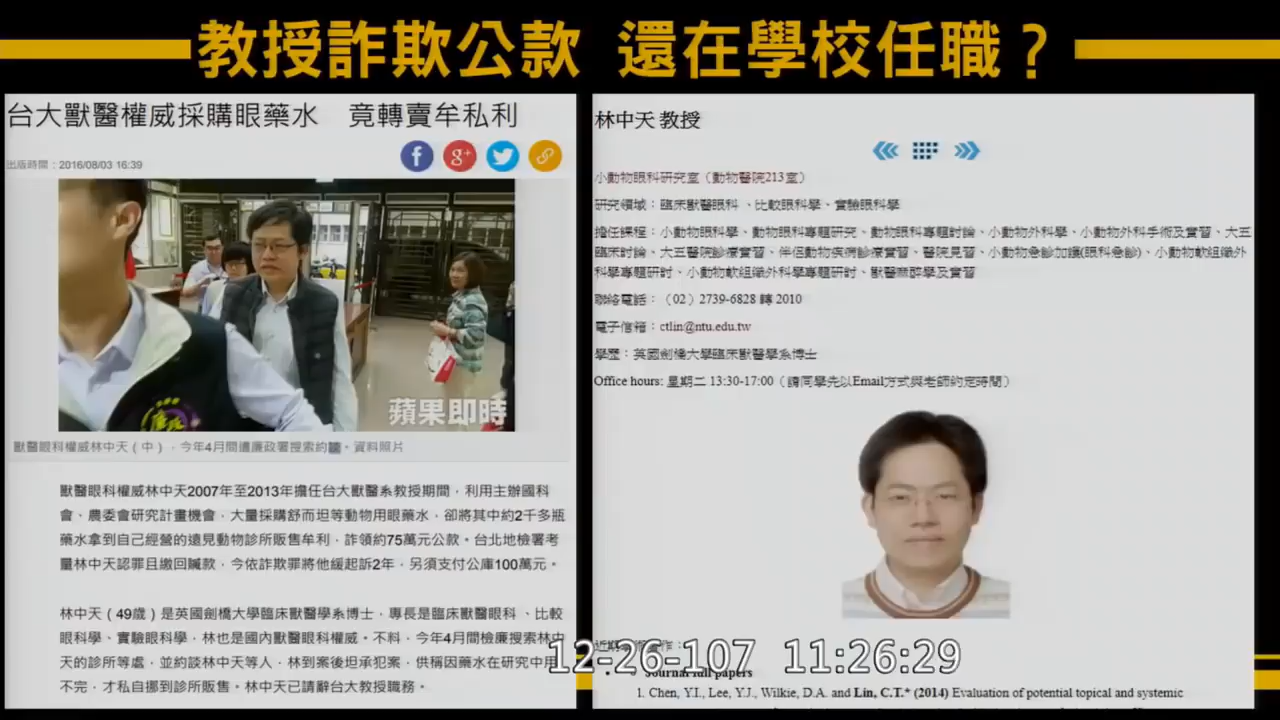 教授詐欺公款 還在學校任職？
台大獸醫權威採購眼藥水 竟轉賣牟私利
出版時間：2016/08/03 16:39
蘋果即時
獸醫眼科權威林中天（中），今年4月間遭廉政署搜索約談。資料照片
獸醫眼科權威林中天2007年至2013年擔任台大獸醫系教授期間，利用主辦國科
會、農委會研究計畫機會，大量採購舒而坦等動物用眼藥水，卻將其中約2千多瓶
藥水拿到自己經營的遠見動物診所販售牟利，詐領約75萬元公款。台北地檢署考
量林中天認罪且繳回贓款，今依詐欺罪將他緩起訴2年，另須支付公庫100萬元。
林中天（49歲）是英國劍橋大學臨床獸醫學系博士，專長是臨床獸醫眼科、比較
眼科學、實驗眼科學，林也是國內獸醫眼科權威。不料，今年4月間檢廉搜索林中
天的診所等處，並約談林中天等人，林到案後坦承犯案，供稱因藥水在研究中用
不完，才私自挪到診所販售。林中天已請辭台大教授職務。
林中天 教授
小動物眼科研究室（動物醫院213室）
研究領域：臨床獸醫眼科、比較眼科學、實驗眼科學
擔任課程：小動物眼科學、動物眼科專題研究、動物眼科專題討論、小動物外科學、小動物外科手術及實習、大五
臨床討論、大五醫院診療實習、伴侶動物疾病診療實習、醫院見習、小動物急診加護(眼科急診)、小動物軟組織外
科學專題研討、小動物軟組織外科學專題研討、獸醫麻醉學及實習
聯絡電話：（02）2739-6828 轉 2010
電子信箱：ctlin@ntu.edu.tw
學歷：英國劍橋大學臨床獸醫學系博士
Office hours: 星期二 13:30-17:00（請同學先以Email方式與老師約定時間）
12-26-107 11:26:29
Journal full papers
1. Chen, Y.I., Lee, Y.J., Wilkie, D.A. and Lin, C.T.* (2014) Evaluation of potential topical and systemic